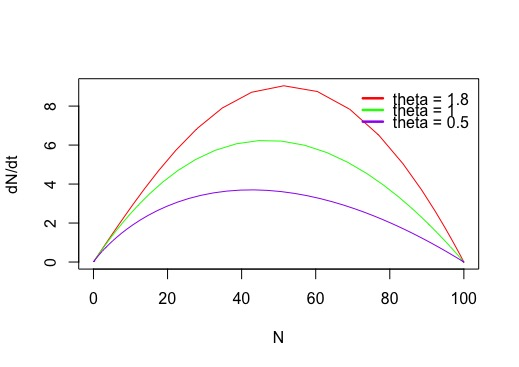 theta = 1.8
theta = 1
theta = 0.5
dN/dt
8
6
4
2
0
0 20 40 60 80 100
N